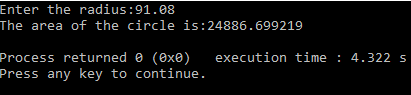 Enter the radius:91.08
The area of the circle is:24886.699219
Process returned 0 (0x0)   execution time : 4.322 s
Press any key to continue.